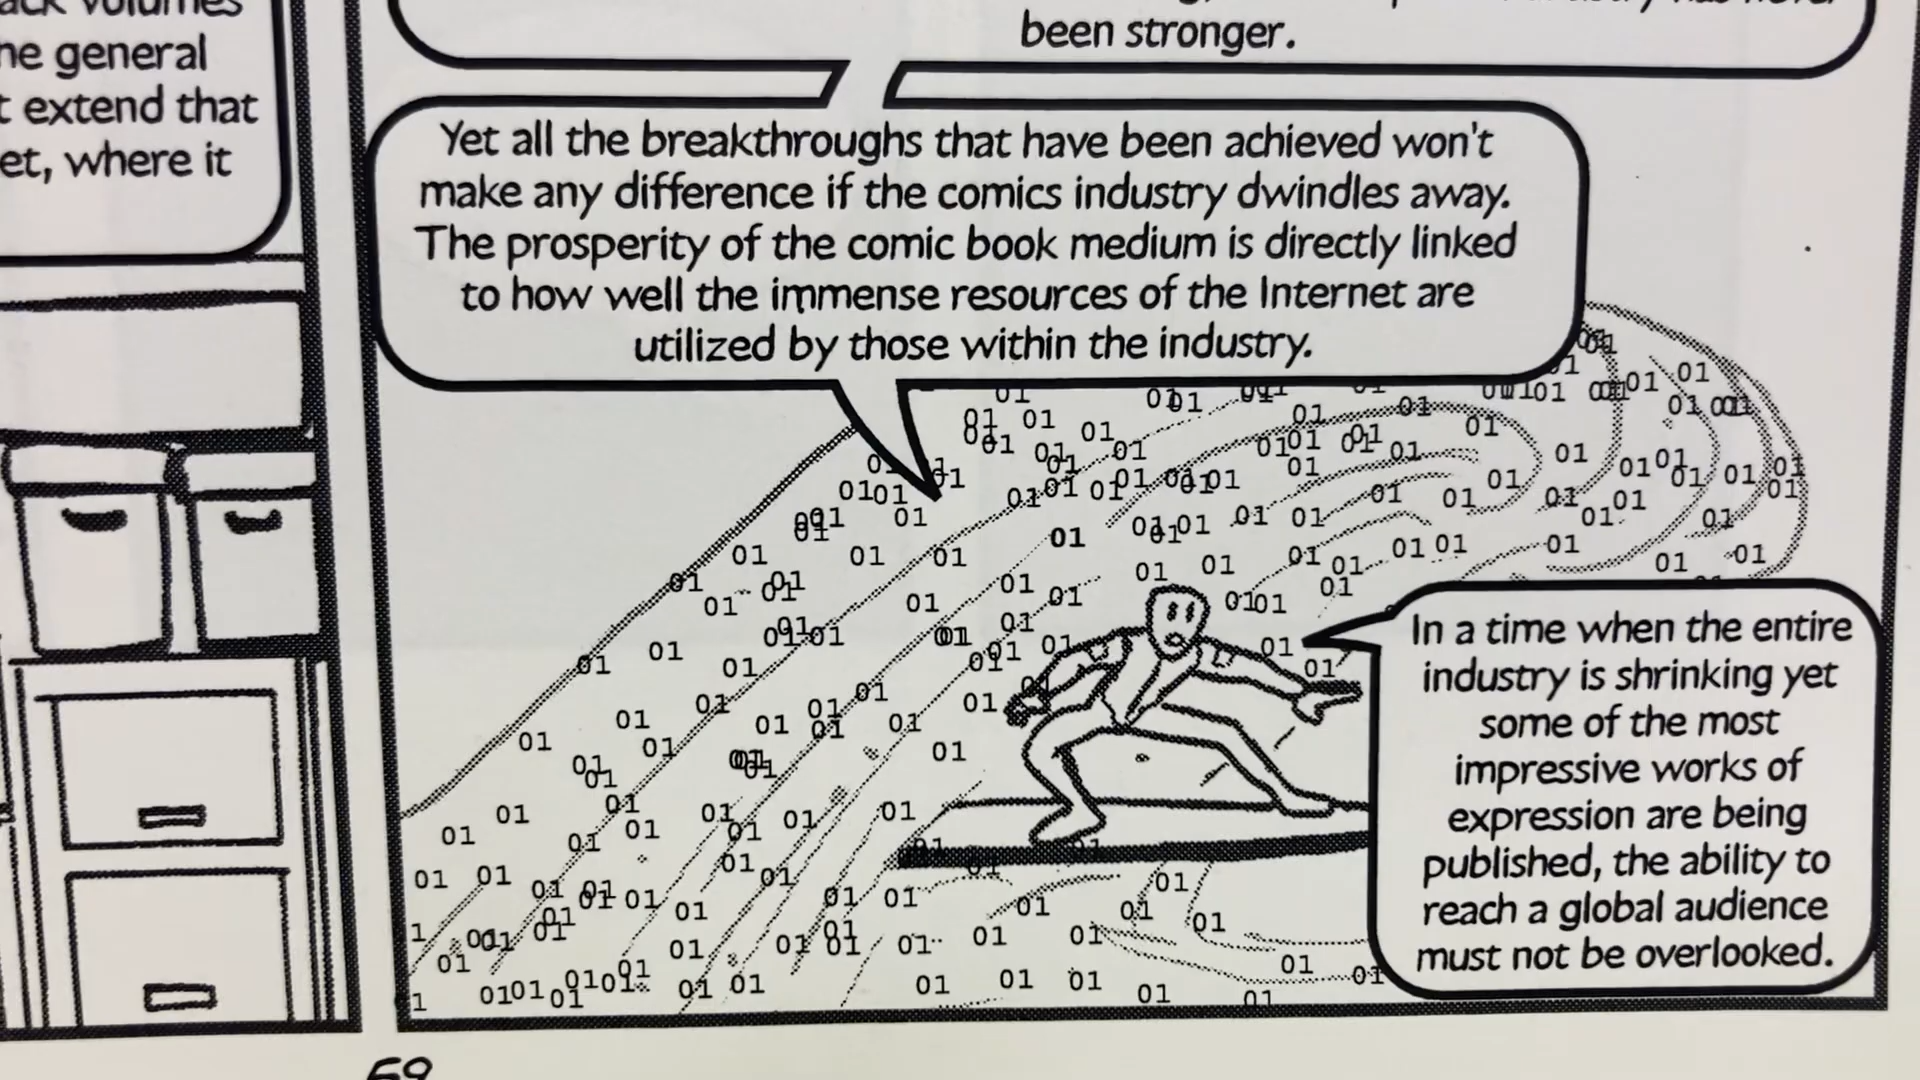 volumes
general
extend that
where it
been stronger.
Yet all the breakthroughs that have been achieved won't
make any difference if the comics industry dwindles away.
The prosperity of the comic book medium is directly linked
to how well the immense resources of the Internet are
utilized by those within the industry.
In a time when the entire
industry is shrinking yet
some of the most
impressive works of
expression are being
published, the ability to
reach a global audience
must not be overlooked.